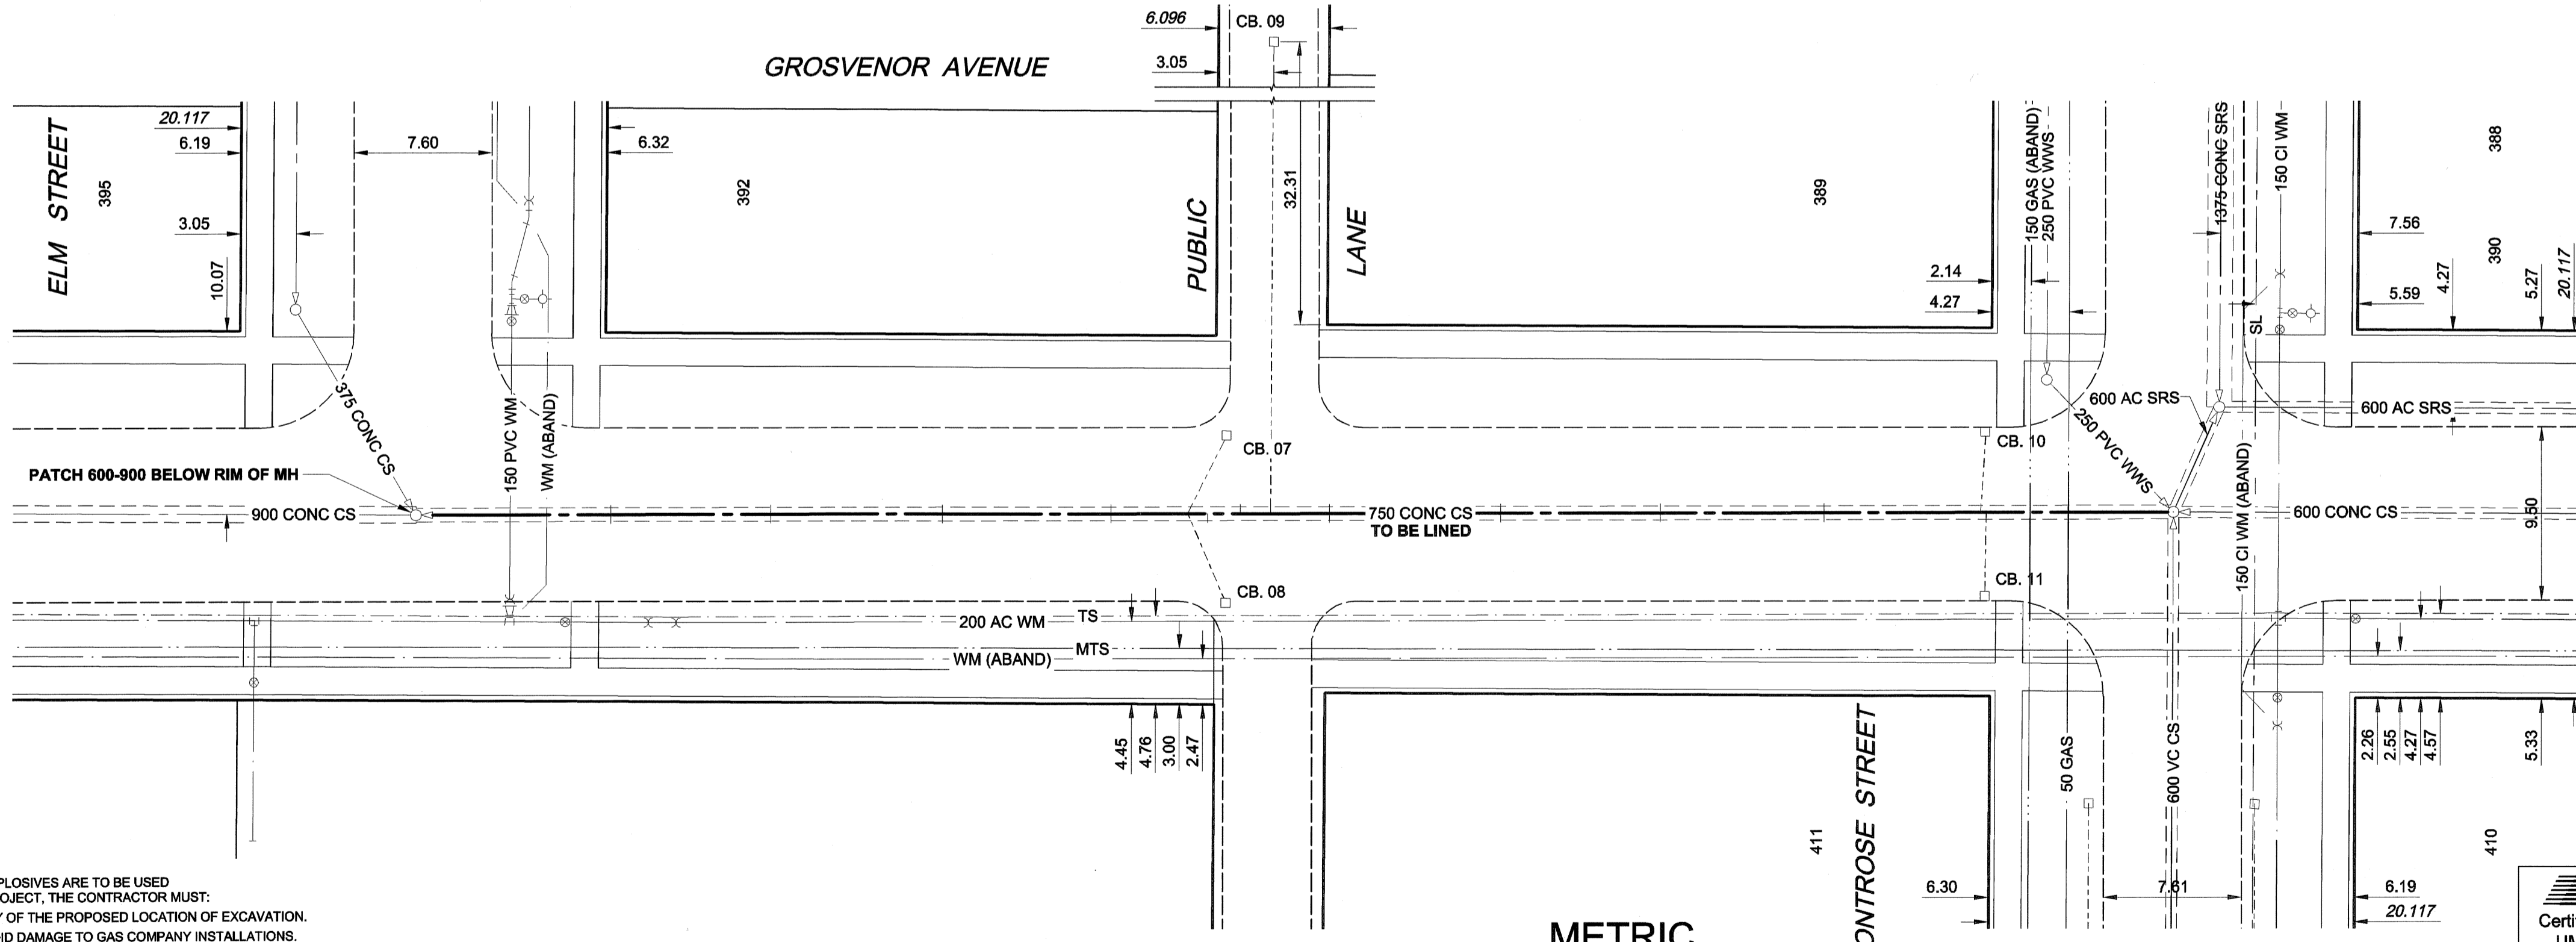 6.096
CB. 09
GROSVENOR AVENUE
3.05
20.117
6.19
7.60
6.32
ELM STREET
395
392
32.31
389
150 GAS (ABAND)
250 PVC WWS
1375 CONC SRS
150 CI WM
388
3.05
10.07
PUBLIC
LANE
7.56
390
4.27
5.27
20.117
2.14
4.27
5.59
SL
375 CONC CS
150 PVC WM
WM (ABAND)
600 AC SRS
600 AC SRS
CB. 07
CB. 10
250 PVC WWS
PATCH 600-900 BELOW RIM OF MH
900 CONC CS
750 CONC CS
TO BE LINED
600 CONC CS
9.50
150 CI WM (ABAND)
CB. 08
CB. 11
200 AC WM
TS
WM (ABAND)
MTS
4.45
4.76
3.00
2.47
50 GAS
600 VC CS
2.26
2.55
4.27
4.57
5.33
411
ONTROSE STREET
410
6.30
7.61
6.19
20.117
PLOSIVES ARE TO BE USED
OJECT, THE CONTRACTOR MUST:
Y OF THE PROPOSED LOCATION OF EXCAVATION.
ID DAMAGE TO GAS COMPANY INSTALLATIONS.
METRIC
Certif